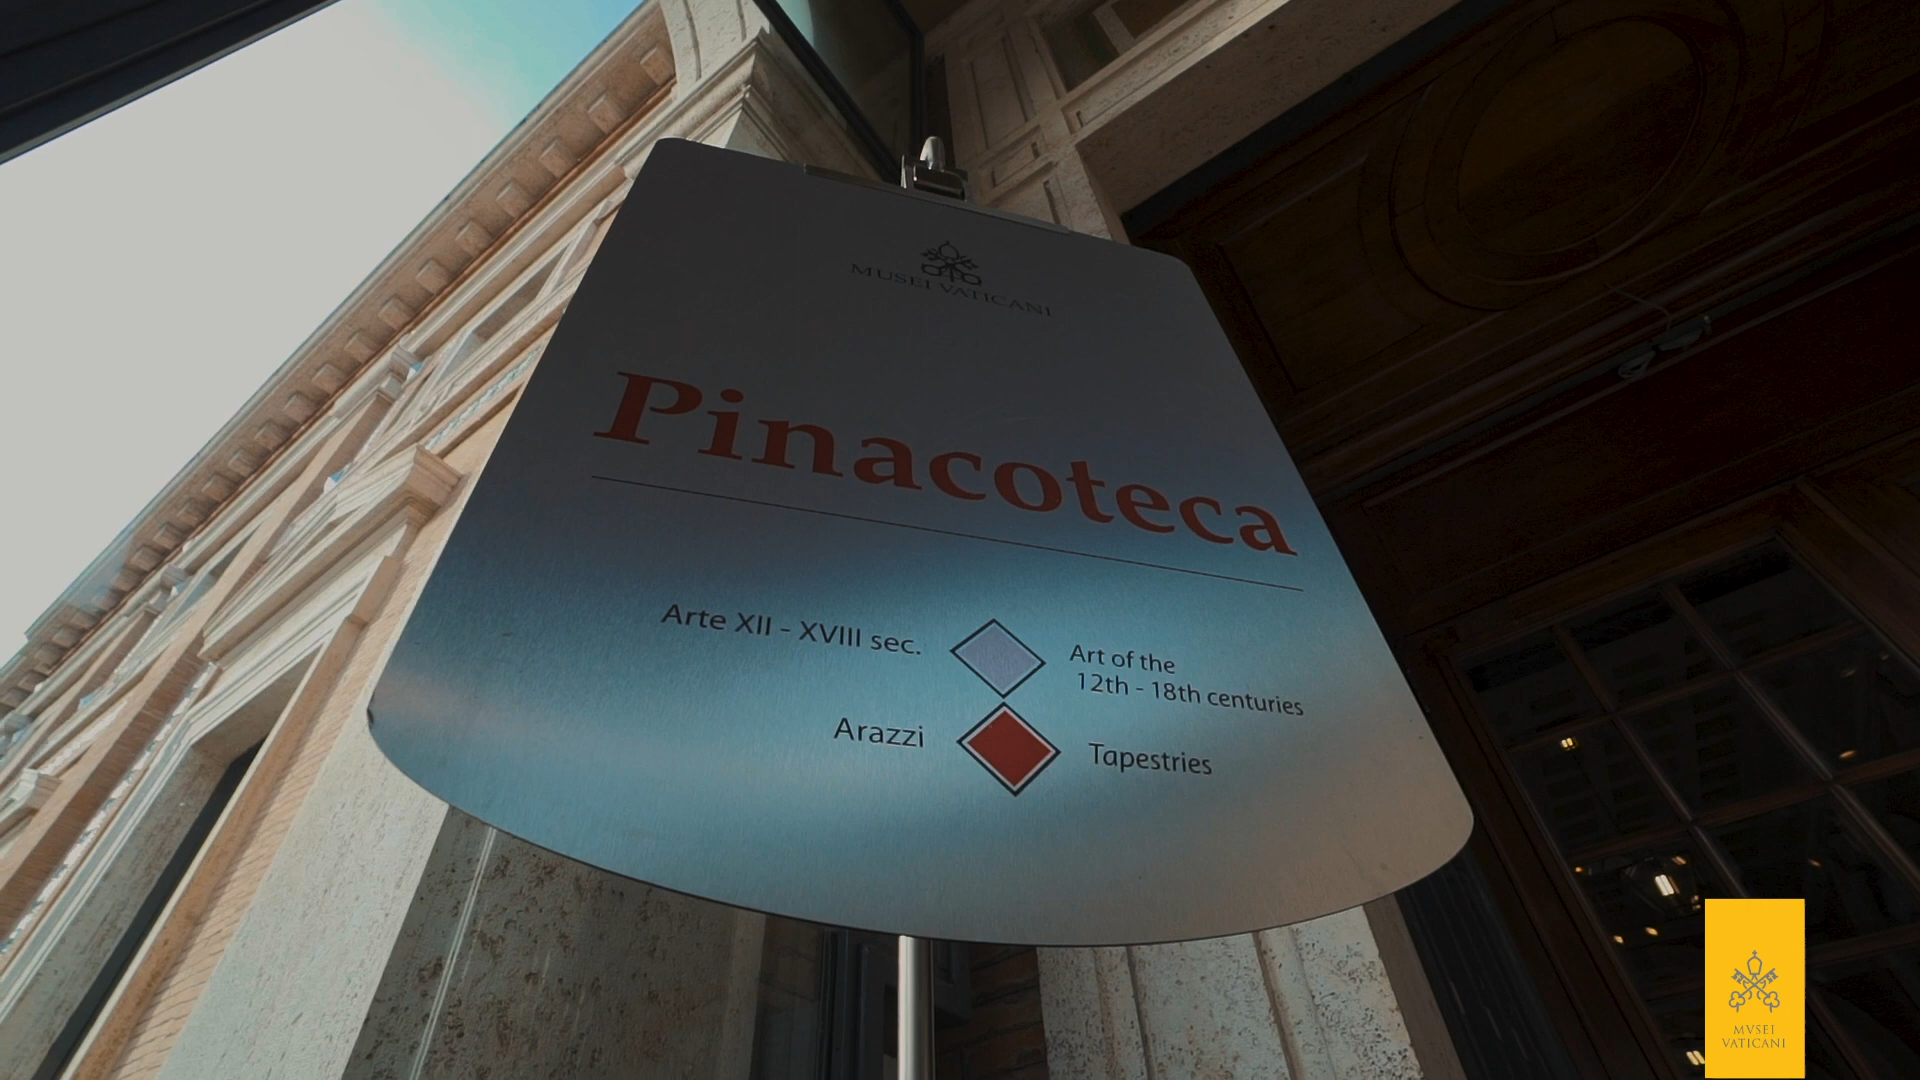 MUSEI VATICANI
Pinacoteca
Arte XII - XVIII sec.
Art of the
12th - 18th centuries
Arazzi
Tapestries
MVSEI
VATICANI